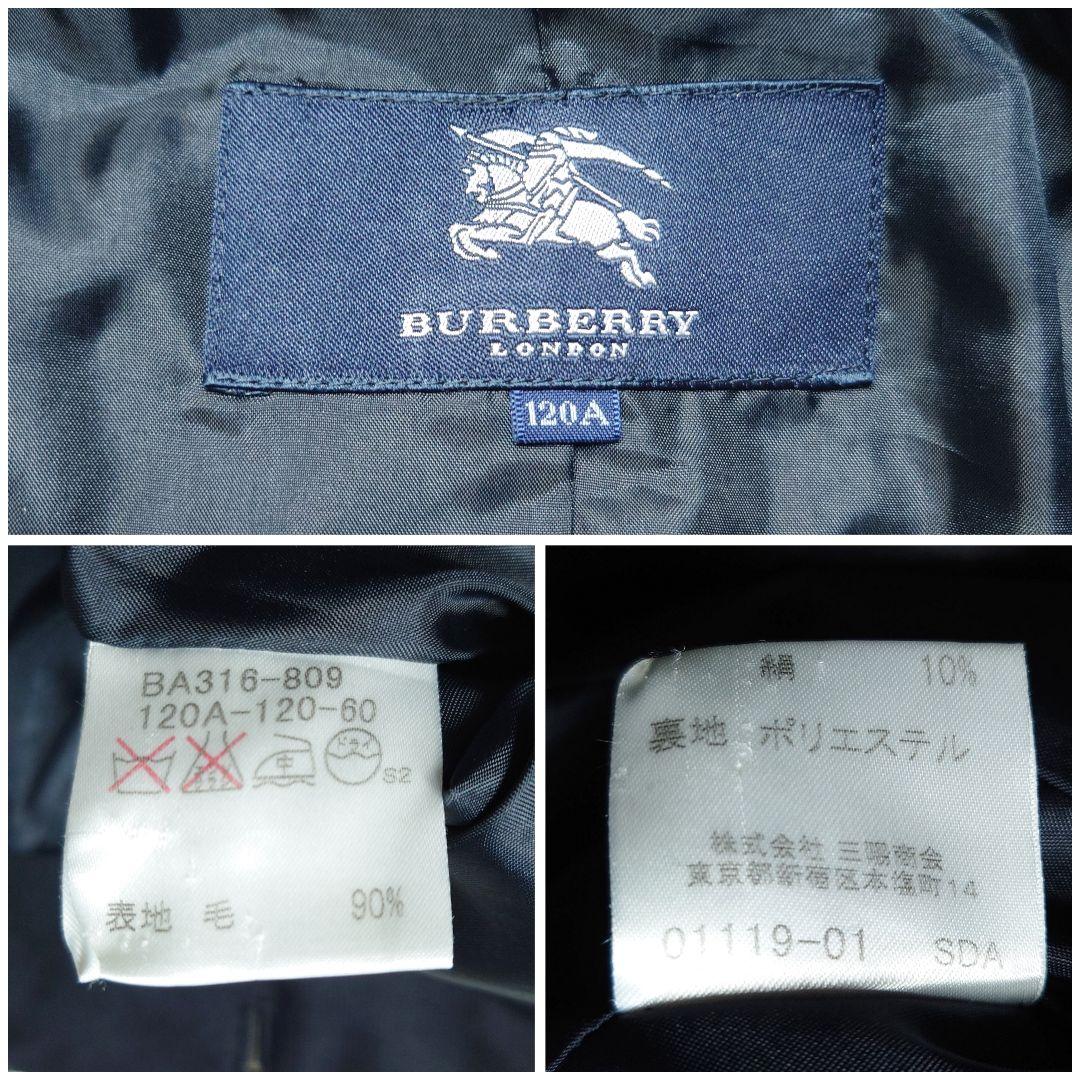 BURBERRY
LONDON
120A
BA316-809
120A-120-60
中 ドライ
S2
表地 毛 90%
絹 10%
裏地 ポリエステル
株式会社 三陽商会
東京都新宿区本塩町14
01119-01 SDA